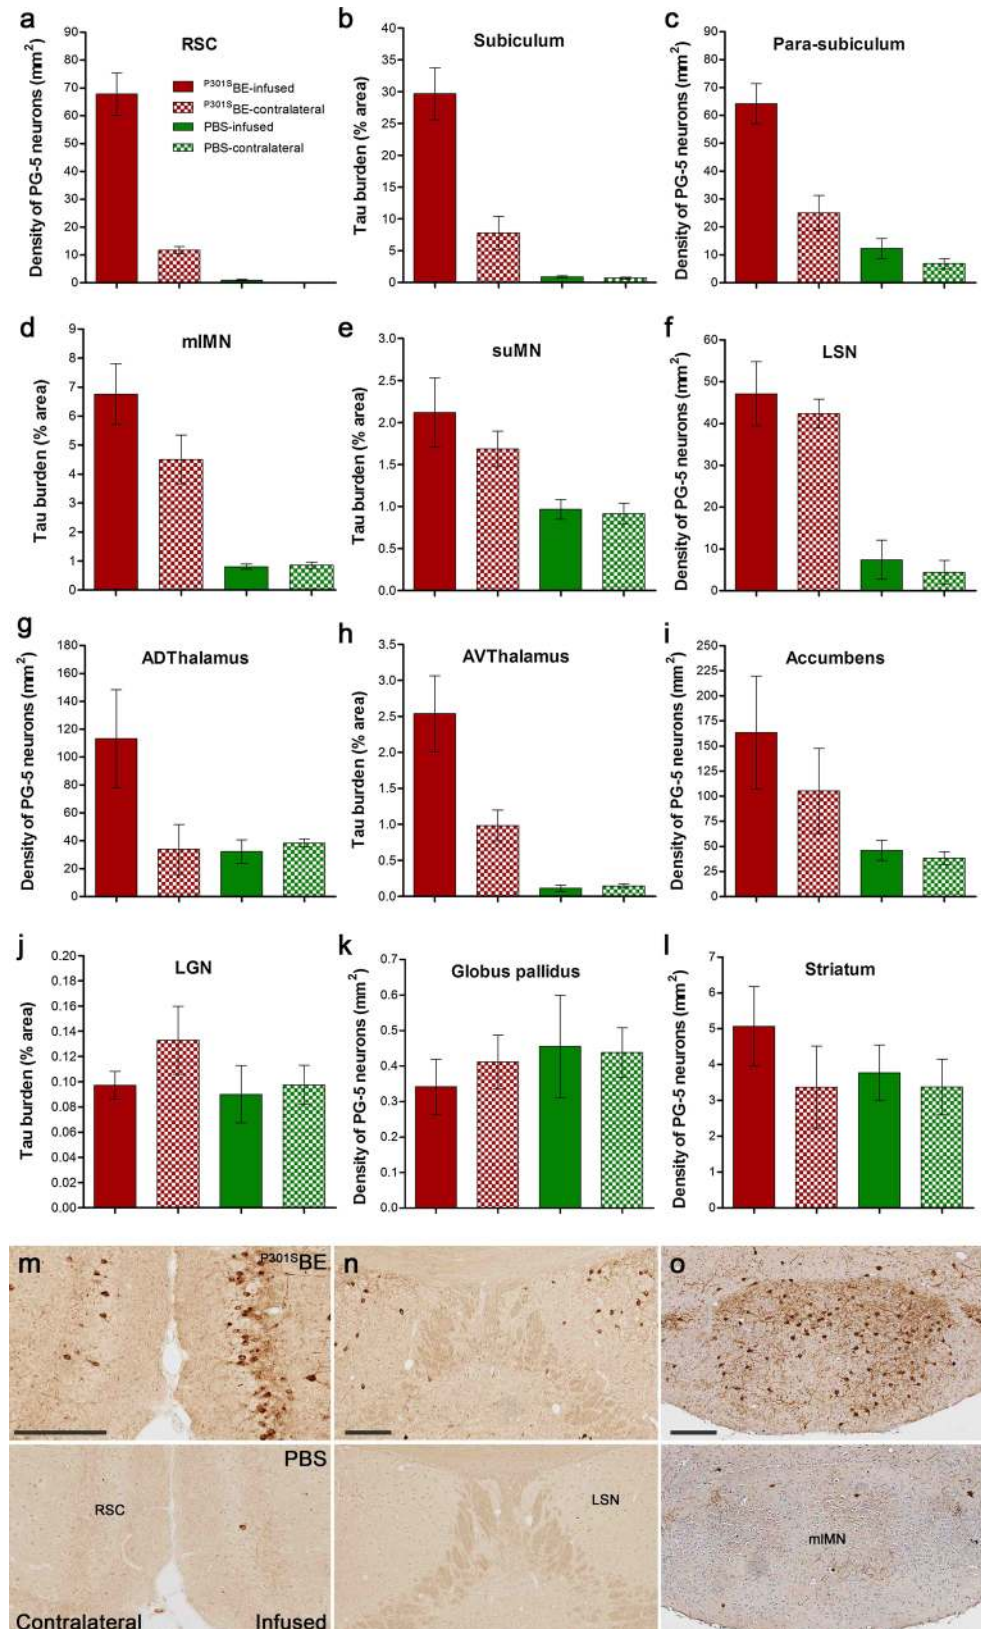 a
RSC
Density of PG-5 neurons (mm²)
90
80
70
60
50
40
30
20
10
0
P301SBE-infused
P301SBE-contralateral
PBS-infused
PBS-contralateral
b
Subiculum
Tau burden (% area)
40
35
30
25
20
15
10
5
0
c
Para-subiculum
Density of PG-5 neurons (mm²)
90
80
70
60
50
40
30
20
10
0
d
mlMN
Tau burden (% area)
9
8
7
6
5
4
3
2
1
0
e
suMN
Tau burden (% area)
3.0
2.5
2.0
1.5
1.0
0.5
0.0
f
LSN
Density of PG-5 neurons (mm²)
60
50
40
30
20
10
0
g
ADThalamus
Density of PG-5 neurons (mm²)
180
160
140
120
100
80
60
40
20
0
h
AVThalamus
Tau burden (% area)
3.5
3.0
2.5
2.0
1.5
1.0
0.5
0.0
i
Accumbens
Density of PG-5 neurons (mm²)
250
225
200
175
150
125
100
75
50
25
0
j
LGN
Tau burden (% area)
0.20
0.18
0.16
0.14
0.12
0.10
0.08
0.06
0.04
0.02
0.00
k
Globus pallidus
Density of PG-5 neurons (mm²)
0.7
0.6
0.5
0.4
0.3
0.2
0.1
0.0
l
Striatum
Density of PG-5 neurons (mm²)
7
6
5
4
3
2
1
0
m
P301SBE
n
o
PBS
RSC
LSN
mlMN
Contralateral
Infused